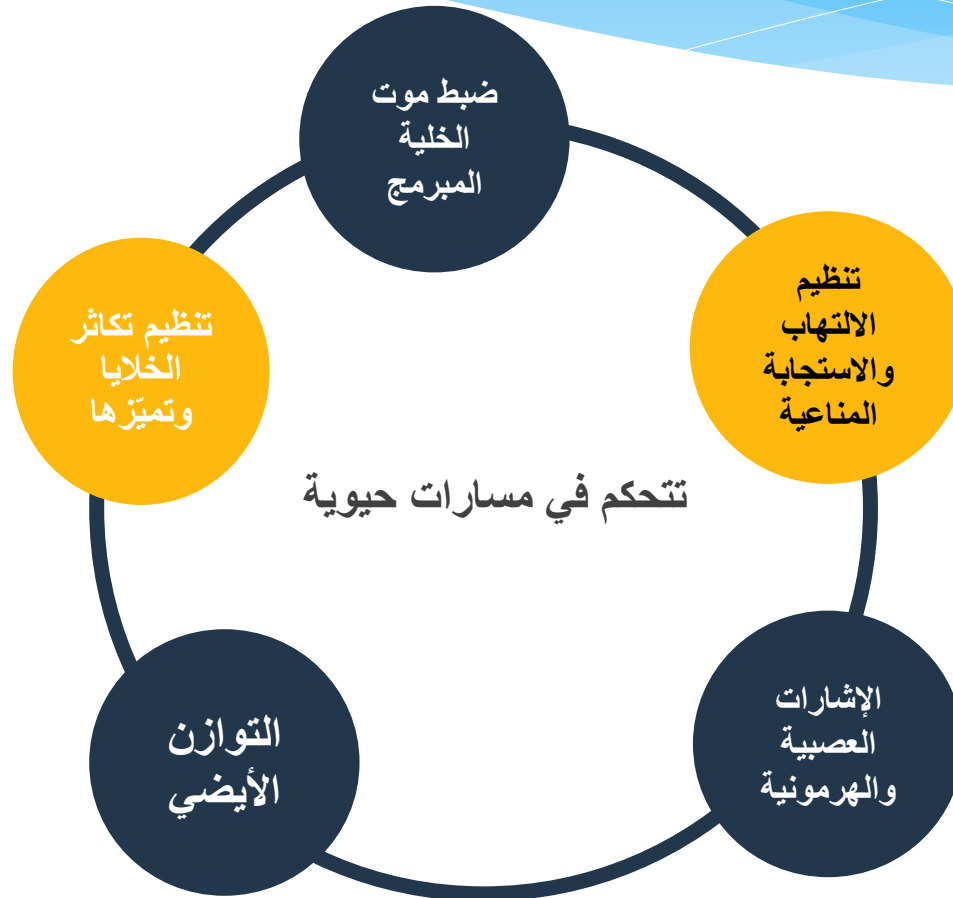 ضبط موت
الخلية
المبرمج
تنظيم
الالتهاب
والاستجابة
المناعية
تنظيم تكاثر
الخلايا
وتميّزها
تتحكم في مسارات حيوية
الإشارات
العصبية
والهرمونية
التوازن
الأيضي